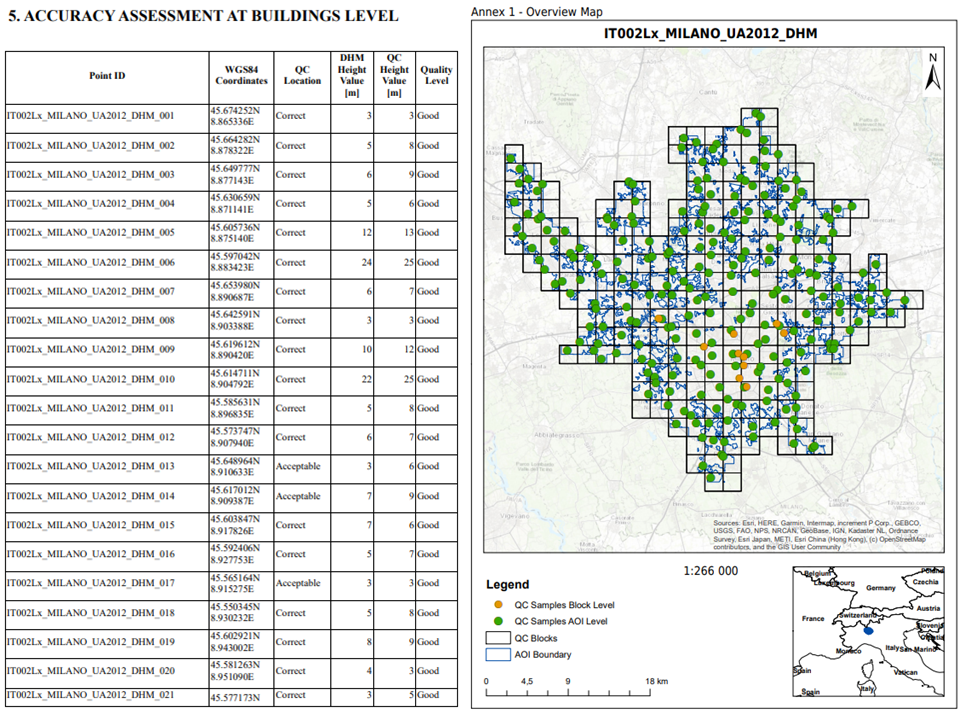 5. ACCURACY ASSESSMENT AT BUILDINGS LEVEL
Point ID
WGS84
Coordinates
QC
Location
DHM
Height
Value
[m]
QC
Height
Value
[m]
Quality
Level
IT002Lx_MILANO_UA2012_DHM_001 45.674252N 8.865336E Correct 3 3 Good
IT002Lx_MILANO_UA2012_DHM_002 45.664282N 8.878322E Correct 5 8 Good
IT002Lx_MILANO_UA2012_DHM_003 45.649777N 8.877143E Correct 6 9 Good
IT002Lx_MILANO_UA2012_DHM_004 45.630659N 8.871141E Correct 5 6 Good
IT002Lx_MILANO_UA2012_DHM_005 45.605736N 8.875140E Correct 12 13 Good
IT002Lx_MILANO_UA2012_DHM_006 45.597042N 8.883423E Correct 24 25 Good
IT002Lx_MILANO_UA2012_DHM_007 45.653980N 8.890687E Correct 6 7 Good
IT002Lx_MILANO_UA2012_DHM_008 45.642591N 8.903388E Correct 3 3 Good
IT002Lx_MILANO_UA2012_DHM_009 45.619612N 8.890420E Correct 10 12 Good
IT002Lx_MILANO_UA2012_DHM_010 45.614711N 8.904792E Correct 22 25 Good
IT002Lx_MILANO_UA2012_DHM_011 45.585631N 8.896835E Correct 5 8 Good
IT002Lx_MILANO_UA2012_DHM_012 45.573747N 8.907940E Correct 6 7 Good
IT002Lx_MILANO_UA2012_DHM_013 45.648964N 8.910633E Acceptable 3 6 Good
IT002Lx_MILANO_UA2012_DHM_014 45.617012N 8.909387E Acceptable 7 9 Good
IT002Lx_MILANO_UA2012_DHM_015 45.603847N 8.917826E Correct 7 6 Good
IT002Lx_MILANO_UA2012_DHM_016 45.592406N 8.927753E Correct 5 7 Good
IT002Lx_MILANO_UA2012_DHM_017 45.565164N 8.915275E Acceptable 3 3 Good
IT002Lx_MILANO_UA2012_DHM_018 45.550345N 8.930232E Correct 5 8 Good
IT002Lx_MILANO_UA2012_DHM_019 45.602921N 8.943002E Correct 8 9 Good
IT002Lx_MILANO_UA2012_DHM_020 45.581263N 8.951090E Correct 4 3 Good
IT002Lx_MILANO_UA2012_DHM_021 45.577173N Correct 3 5 Good
Annex 1 - Overview Map
IT002Lx_MILANO_UA2012_DHM
N
Cantù
Magenta
Abbiategrasso
Vigevano
Sources: Esri, HERE, Garmin, Intermap, increment P Corp., GEBCO,
USGS, FAO, NPS, NRCAN, GeoBase, IGN, Kadaster NL, Ordnance
Survey, Esri Japan, METI, Esri China (Hong Kong), (c) OpenStreetMap
contributors, and the GIS User Community
1:266 000
Legend
QC Samples Block Level
QC Samples AOI Level
QC Blocks
AOI Boundary
0 4,5 9 18 km
Belgium
Luxembourg
Germany
Poland
Czechia
Austria
France
Switzerland
Slovenia
Croatia
Monaco
Italy
San Marino
Spain
Vatican
Spain
Italy